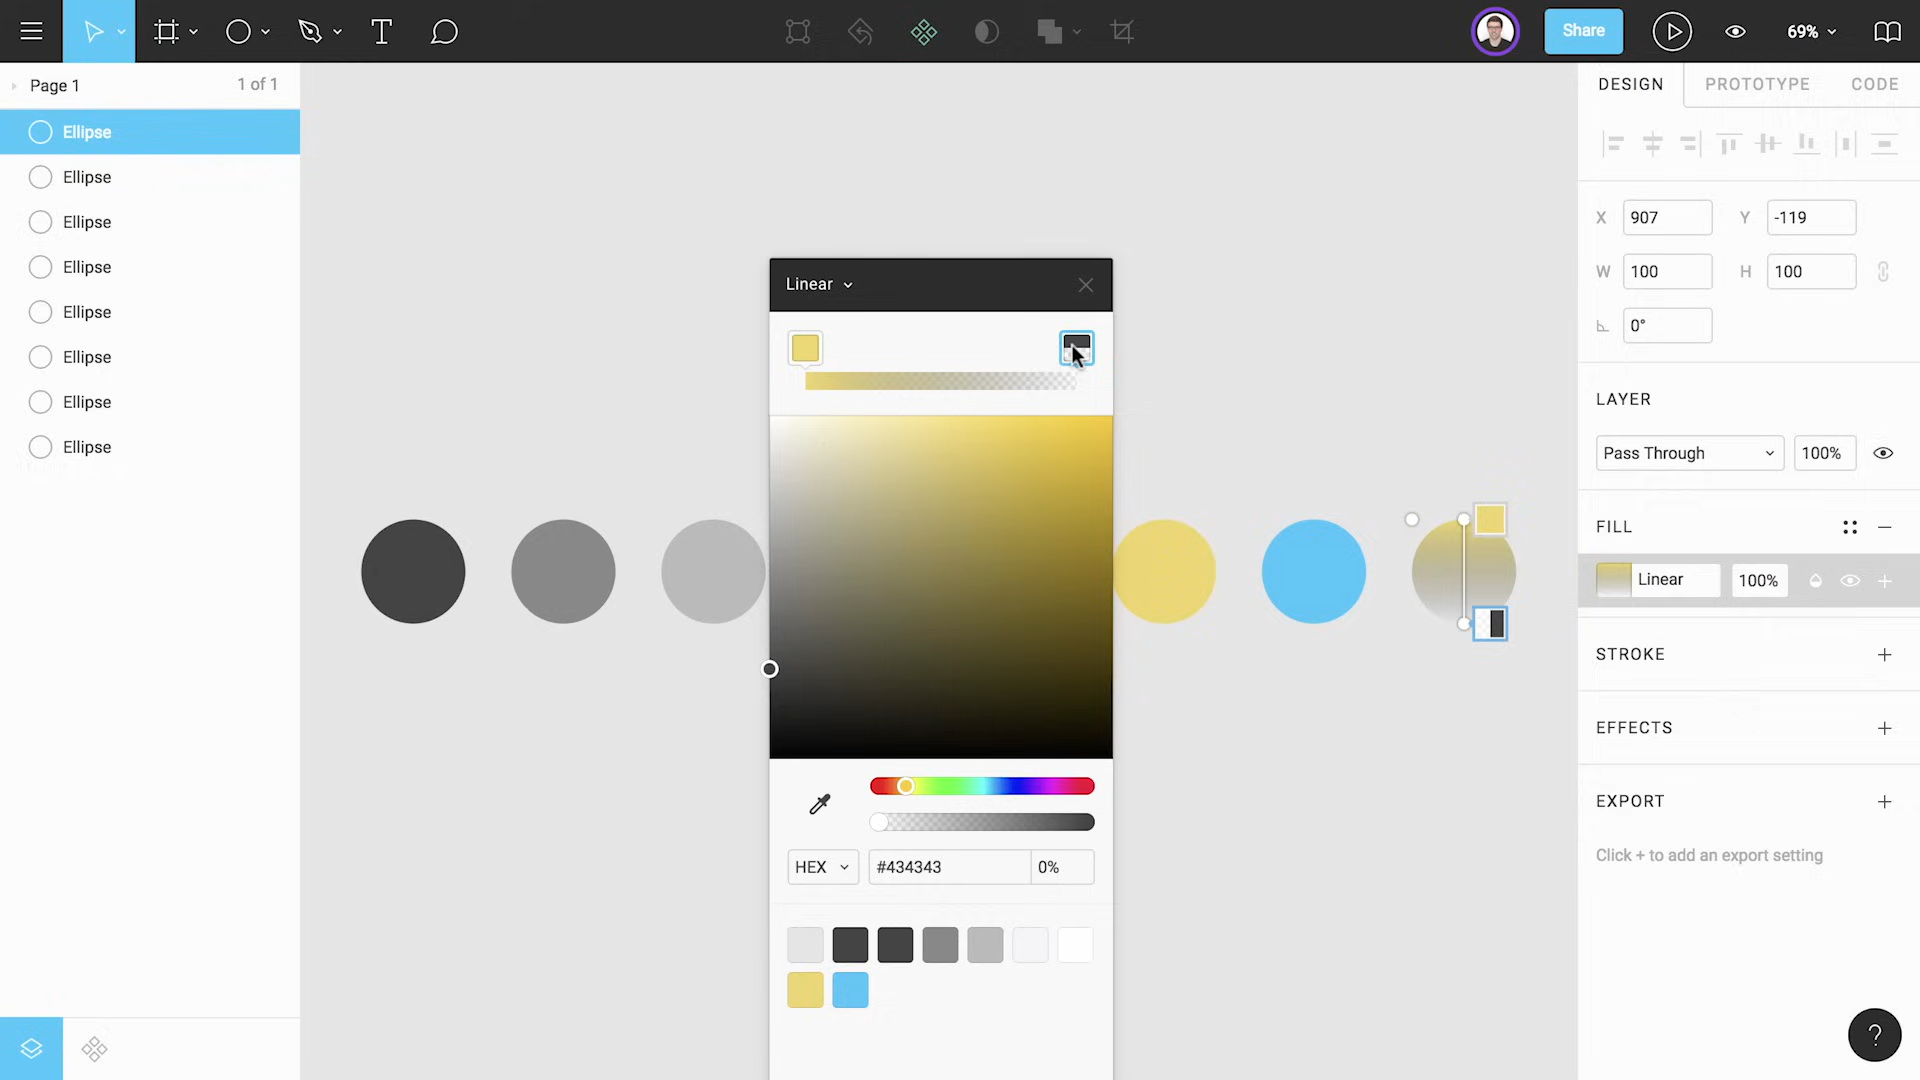 Share
69%
Page 1
1 of 1
DESIGN
PROTOTYPE
CODE
Ellipse
Ellipse
Ellipse
Ellipse
Ellipse
Ellipse
Ellipse
Ellipse
Linear
X 907 Y -119
W 100 H 100
0°
LAYER
Pass Through 100%
FILL
Linear 100%
STROKE
EFFECTS
EXPORT
Click + to add an export setting
HEX #434343 0%
?